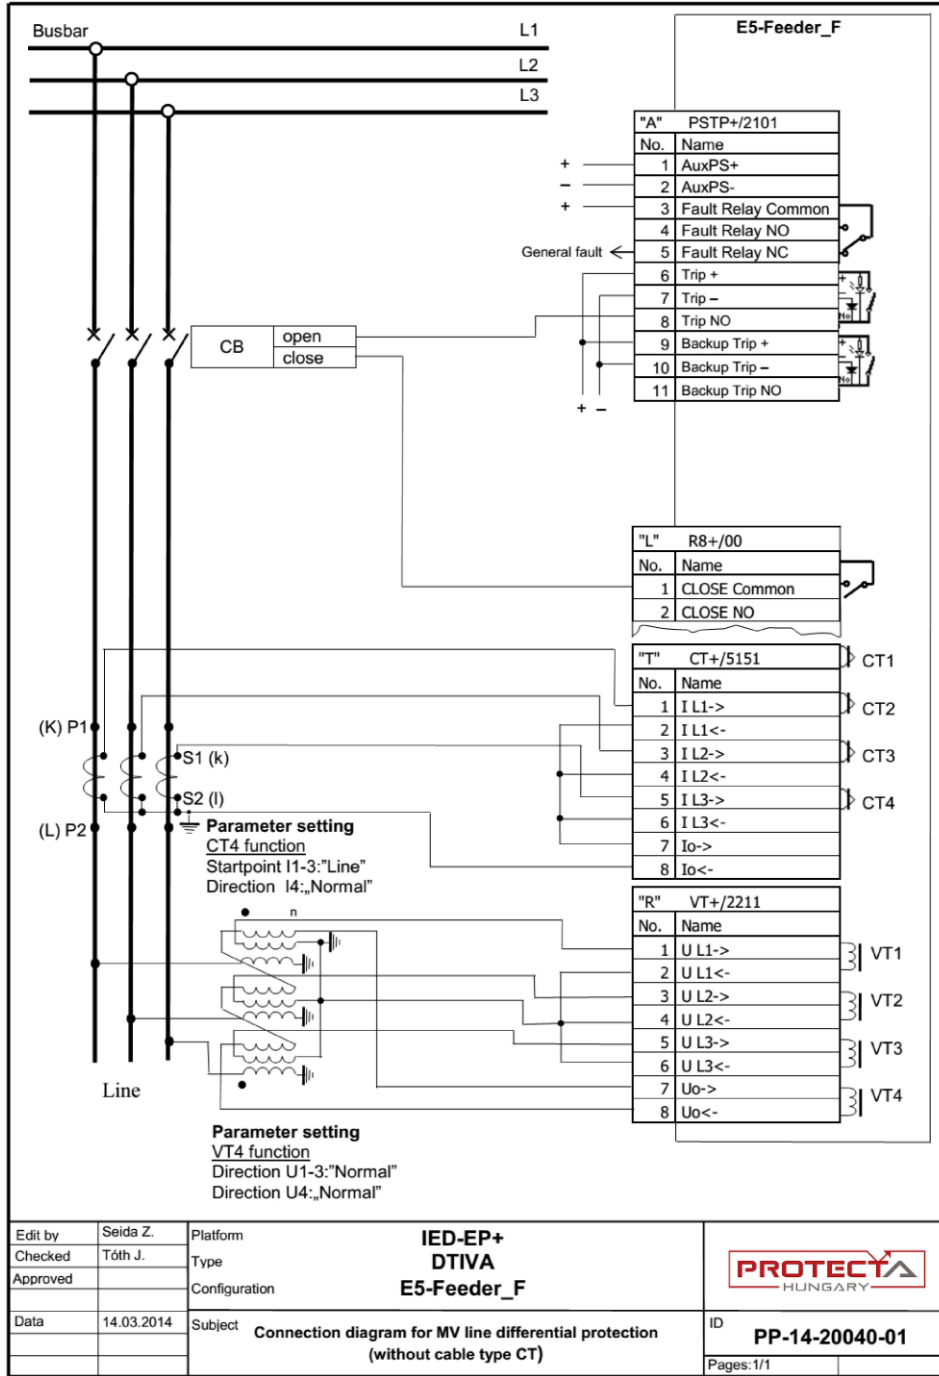 Busbar
L1
L2
L3
E5-Feeder_F
"A" PSTP+/2101
No. Name
+ 1 AuxPS+
– 2 AuxPS-
+ 3 Fault Relay Common
4 Fault Relay NO
General fault 5 Fault Relay NC
6 Trip +
7 Trip –
8 Trip NO
9 Backup Trip +
10 Backup Trip –
11 Backup Trip NO
+ –
CB open
close
"L" R8+/00
No. Name
1 CLOSE Common
2 CLOSE NO
"T" CT+/5151
No. Name
1 I L1->
2 I L1<-
3 I L2->
4 I L2<-
5 I L3->
6 I L3<-
7 Io->
8 Io<-
CT1
CT2
CT3
CT4
(K) P1
S1 (k)
S2 (l)
(L) P2
Parameter setting
CT4 function
Startpoint I1-3:"Line"
Direction I4:„Normal"
n
"R" VT+/2211
No. Name
1 U L1->
2 U L1<-
3 U L2->
4 U L2<-
5 U L3->
6 U L3<-
7 Uo->
8 Uo<-
VT1
VT2
VT3
VT4
Line
Parameter setting
VT4 function
Direction U1-3:"Normal"
Direction U4:„Normal"
Edit by Seida Z.
Checked Tóth J.
Approved
Data 14.03.2014
Platform IED-EP+
Type DTIVA
Configuration E5-Feeder_F
Subject Connection diagram for MV line differential protection
(without cable type CT)
PROTECTA
HUNGARY
ID PP-14-20040-01
Pages:1/1